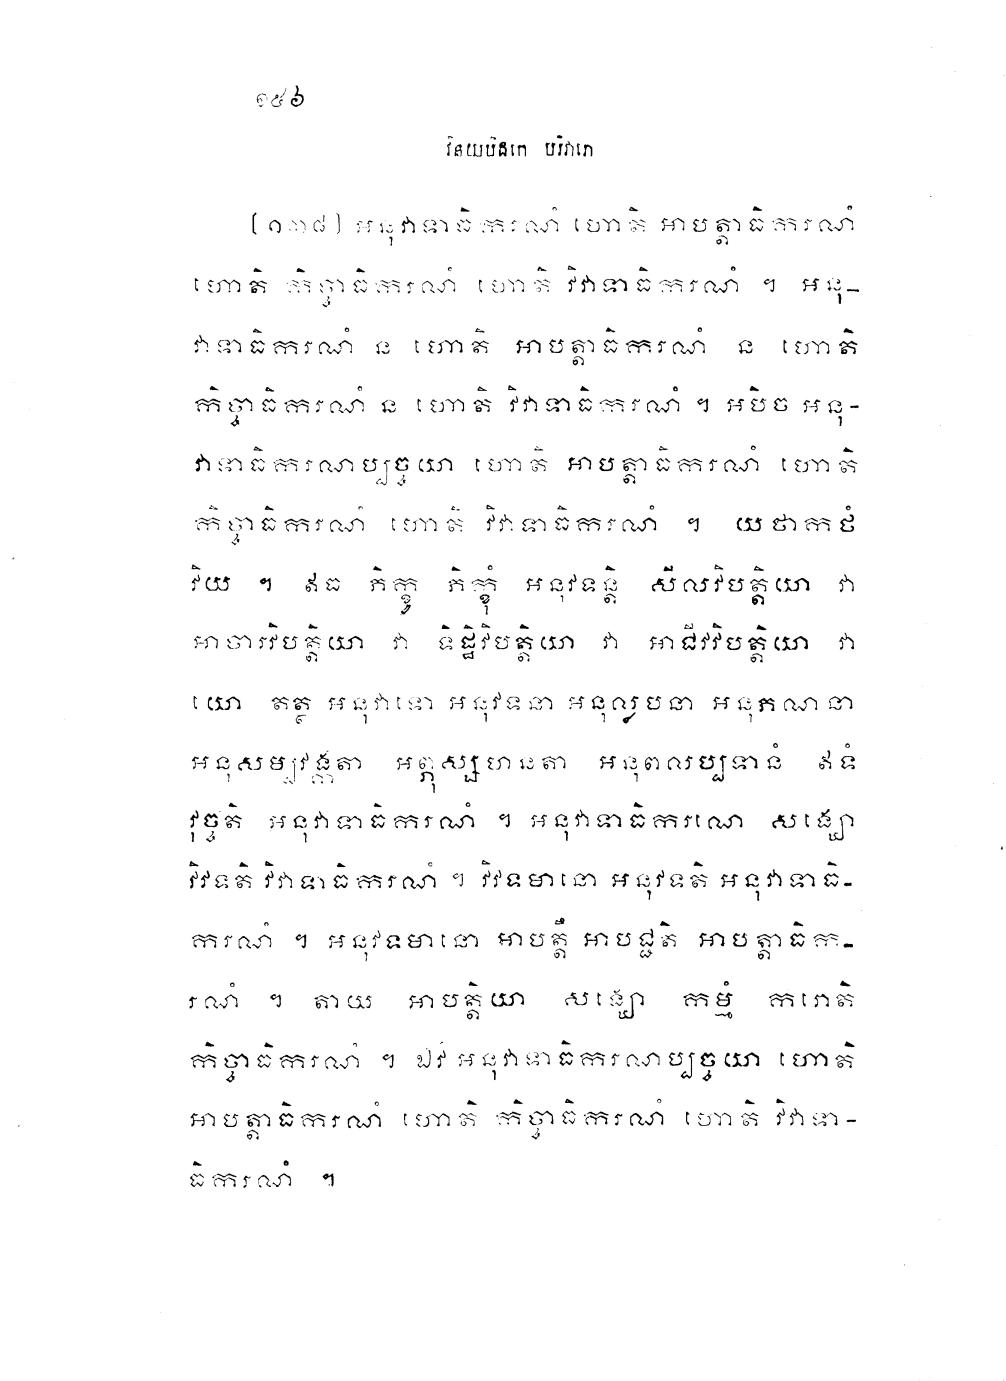 ១៥៦
វិនយបិដកេ បរិវារោ
(១៣៨) អនុវាទាធិករណំ ហោតិ អាបត្តាធិករណំ
ហោតិ កិច្ចាធិករណំ ហោតិ វិវាទាធិករណំ ។ អនុ-
វាទាធិករណំ ន ហោតិ អាបត្តាធិករណំ ន ហោតិ
កិច្ចាធិករណំ ន ហោតិ វិវាទាធិករណំ ។ អបិច អនុ-
វាទាធិករណប្បច្ចយោ ហោតិ អាបត្តាធិករណំ ហោតិ
កិច្ចាធិករណំ ហោតិ វិវាទាធិករណំ ។ យថាកថំ
វិយ ។ ឥធ ភិក្ខូ ភិក្ខុំ អនុវទន្តិ សីលវិបត្តិយោ វា
អាចារវិបត្តិយោ វា ទិដ្ឋិវិបត្តិយោ វា អាជីវវិបត្តិយោ វា
យោ តត្ថ អនុវាទោ អនុវទនា អនុល្លបនា អនុភណនា
អនុសម្បវង្កតា អព្ភុស្សហនតា អនុពលប្បទានំ ឥទំ
វុច្ចតិ អនុវាទាធិករណំ ។ អនុវាទាធិករណេ សង្ឃោ
វិវទតិ វិវាទាធិករណំ ។ វិវទមានោ អនុវទតិ អនុវាទាធិ-
ករណំ ។ អនុវទមានោ អាបត្តឹ អាបជ្ជតិ អាបត្តាធិក-
រណំ ។ តាយ អាបត្តិយា សង្ឃោ កម្មំ ករោតិ
កិច្ចាធិករណំ ។ ឯវំ អនុវាទាធិករណប្បច្ចយោ ហោតិ
អាបត្តាធិករណំ ហោតិ កិច្ចាធិករណំ ហោតិ វិវាទា-
ធិករណំ ។